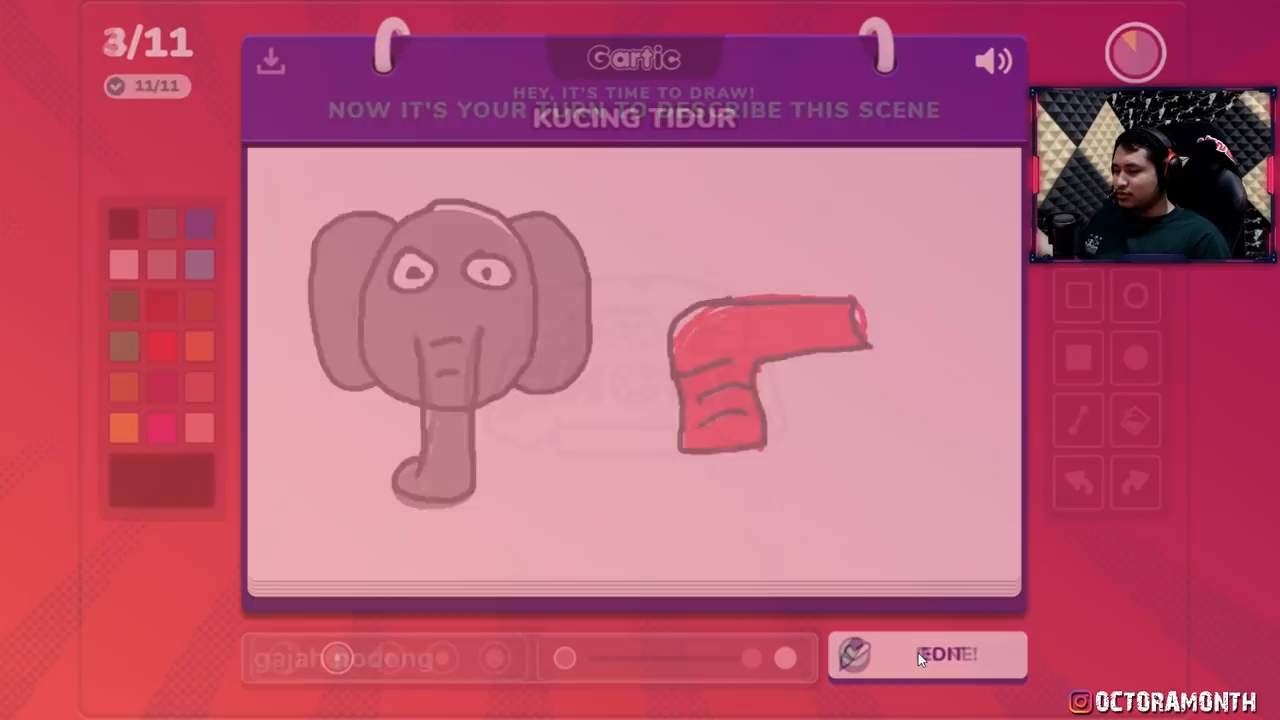 3/11
11/11
Gartic
HEY, IT'S TIME TO DRAW!
NOW IT'S YOUR TURN TO DESCRIBE THIS SCENE
KUCING TIDUR
gajah nodong
OCTORAMONTH